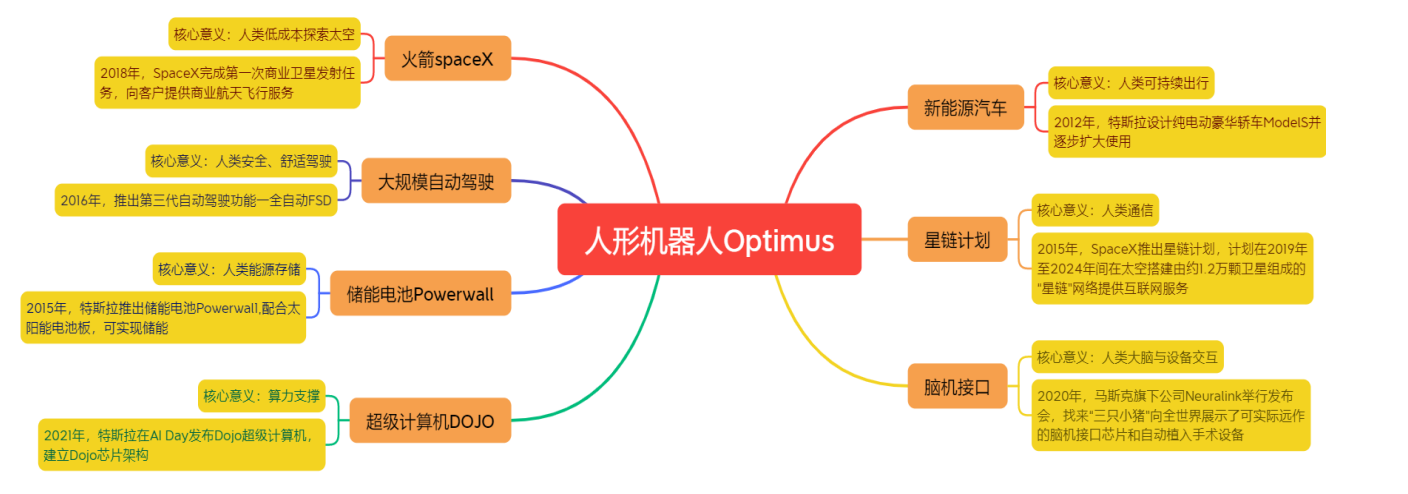 人形机器人Optimus
火箭spaceX
核心意义：人类低成本探索太空
2018年，SpaceX完成第一次商业卫星发射任
务，向客户提供商业航天飞行服务
大规模自动驾驶
核心意义：人类安全、舒适驾驶
2016年，推出第三代自动驾驶功能一全自动FSD
储能电池Powerwall
核心意义：人类能源存储
2015年，特斯拉推出储能电池Powerwall,配合太
阳能电池板，可实现储能
超级计算机DOJO
核心意义：算力支撑
2021年，特斯拉在AI Day发布Dojo超级计算机，
建立Dojo芯片架构
新能源汽车
核心意义：人类可持续出行
2012年，特斯拉设计纯电动豪华轿车ModelS并
逐步扩大使用
星链计划
核心意义：人类通信
2015年，SpaceX推出星链计划，计划在2019年
至2024年间在太空搭建由约1.2万颗卫星组成的
“星链”网络提供互联网服务
脑机接口
核心意义：人类大脑与设备交互
2020年，马斯克旗下公司Neuralink举行发布
会，找来“三只小猪”向全世界展示了可实际远作
的脑机接口芯片和自动植入手术设备